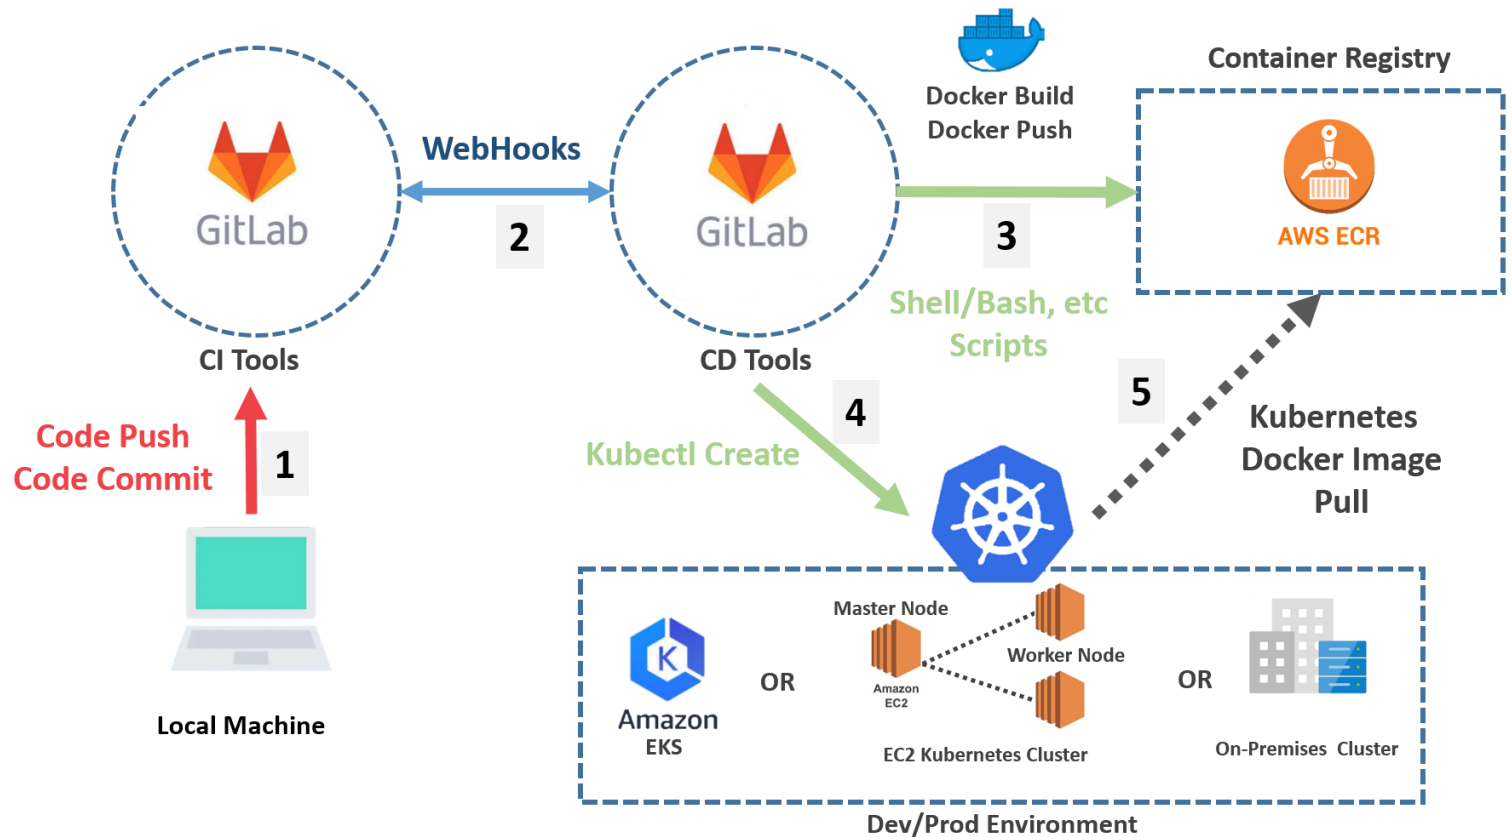 Docker Build
Docker Push
Container Registry
GitLab
WebHooks
2
GitLab
3
AWS ECR
Shell/Bash, etc
Scripts
CI Tools
CD Tools
Code Push
Code Commit
1
4
Kubectl Create
5
Kubernetes
Docker Image
Pull
Local Machine
K
Amazon
EKS
OR
Master Node
Amazon
EC2
Worker Node
EC2 Kubernetes Cluster
OR
On-Premises Cluster
Dev/Prod Environment